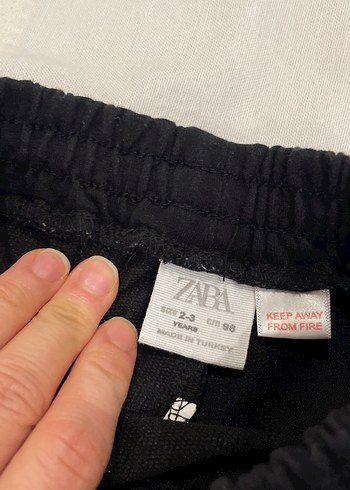 ZARA
SIZE 2-3 CM 98
YEARS
MADE IN TURKEY
KEEP AWAY
FROM FIRE